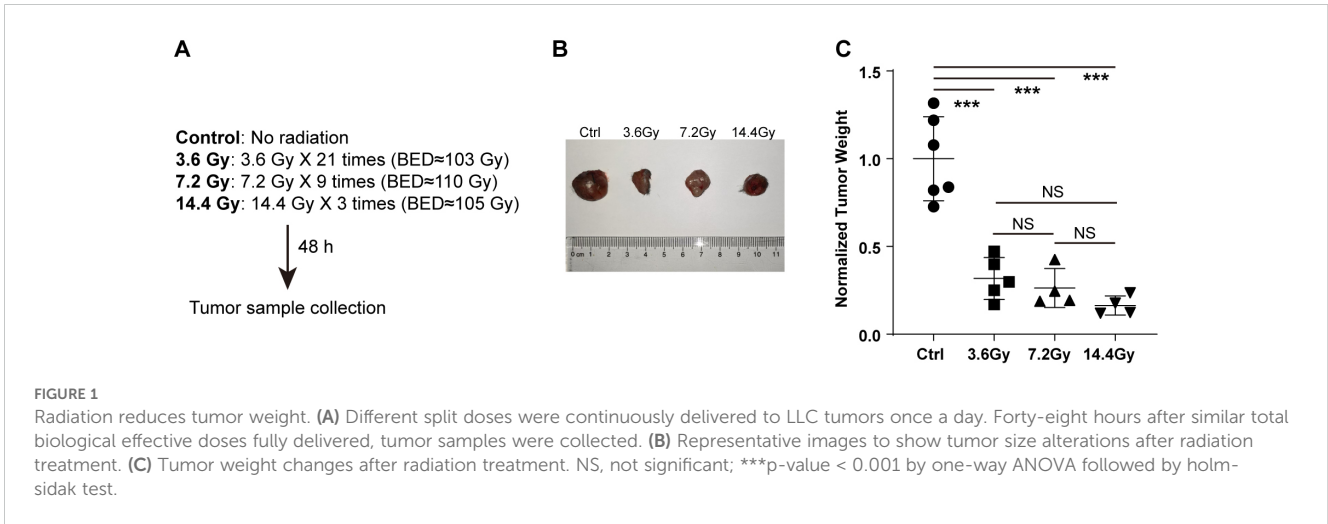 A
Control: No radiation
3.6 Gy: 3.6 Gy X 21 times (BED≈103 Gy)
7.2 Gy: 7.2 Gy X 9 times (BED≈110 Gy)
14.4 Gy: 14.4 Gy X 3 times (BED≈105 Gy)
48 h
Tumor sample collection
B
Ctrl 3.6Gy 7.2Gy 14.4Gy
0 cm 1 2 3 4 5 6 7 8 9 10 11
C
Normalized Tumor Weight
1.5
1.0
0.5
0.0
***
***
***
NS
NS
NS
Ctrl 3.6Gy 7.2Gy 14.4Gy
FIGURE 1
Radiation reduces tumor weight. (A) Different split doses were continuously delivered to LLC tumors once a day. Forty-eight hours after similar total
biological effective doses fully delivered, tumor samples were collected. (B) Representative images to show tumor size alterations after radiation
treatment. (C) Tumor weight changes after radiation treatment. NS, not significant; ***p-value < 0.001 by one-way ANOVA followed by holm-
sidak test.